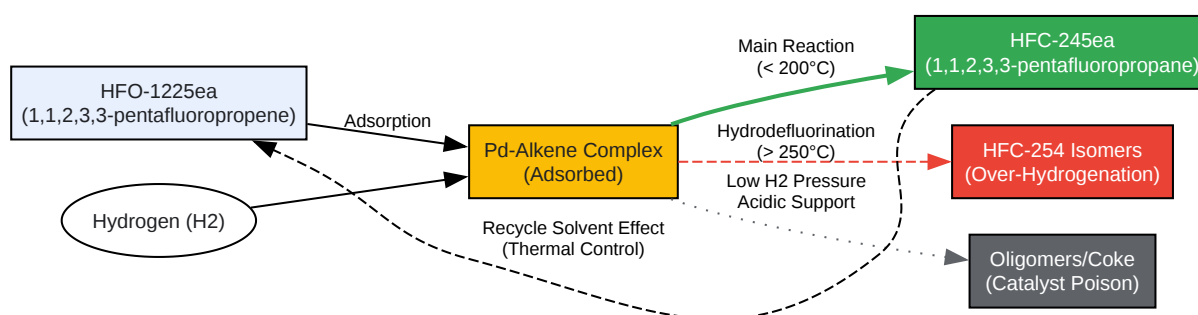 HFO-1225ea
(1,1,2,3,3-pentafluoropropene)
Hydrogen (H2)
Adsorption
Pd-Alkene Complex
(Adsorbed)
Recycle Solvent Effect
(Thermal Control)
Main Reaction
(< 200°C)
Hydrodefluorination
(> 250°C)
Low H2 Pressure
Acidic Support
HFC-245ea
(1,1,2,3,3-pentafluoropropane)
HFC-254 Isomers
(Over-Hydrogenation)
Oligomers/Coke
(Catalyst Poison)